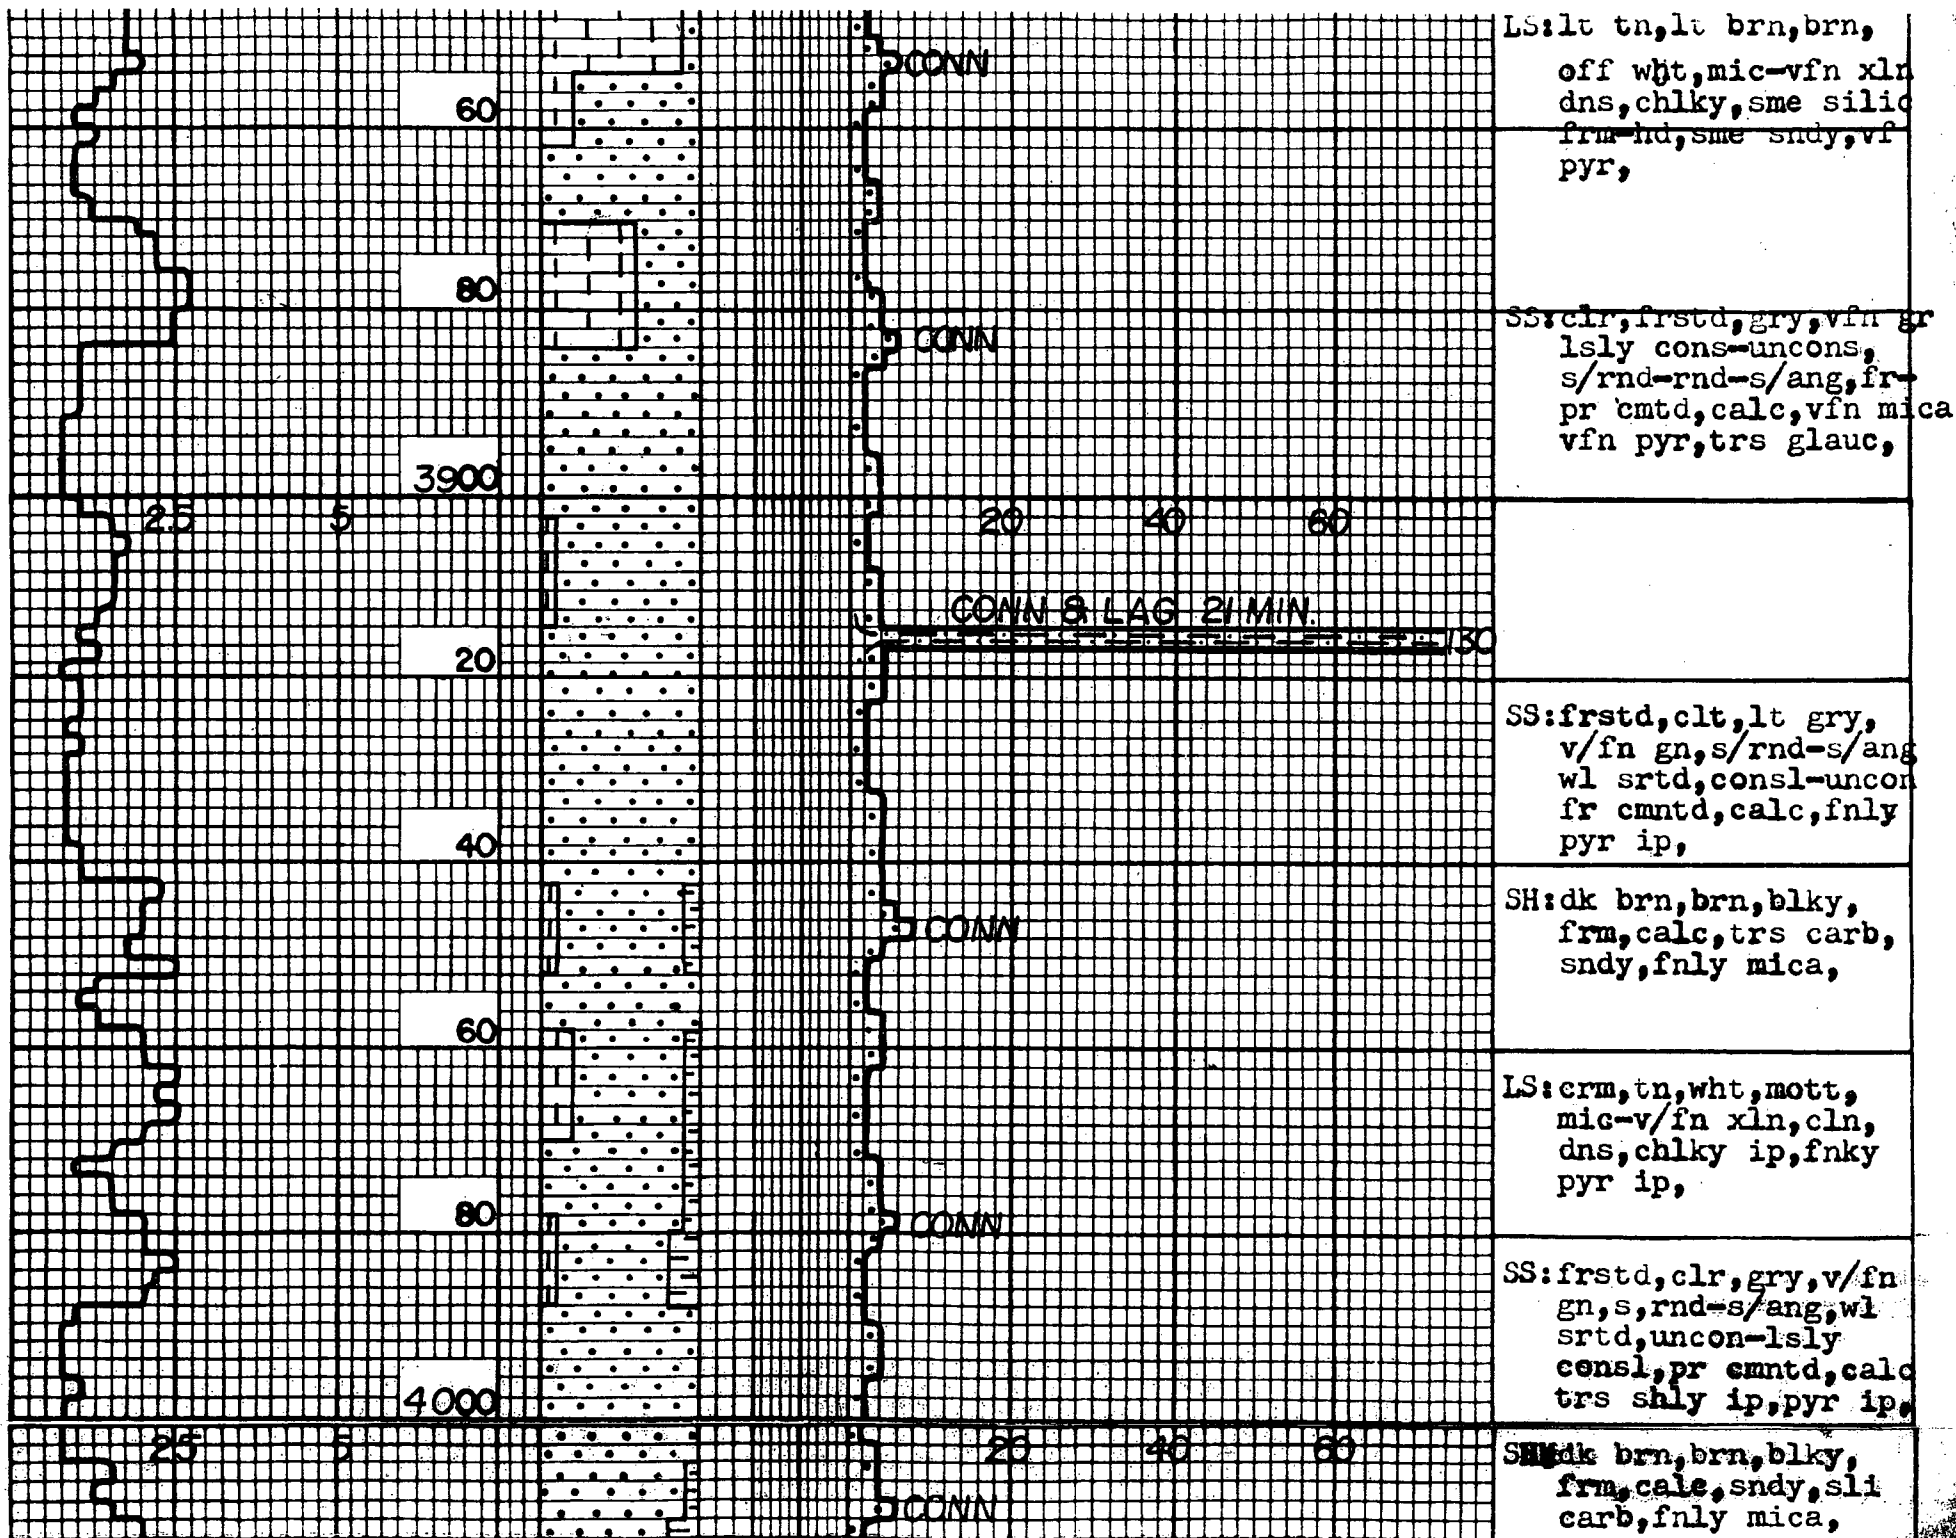 LS:lt tn,lt brn,brn,
off wht,mic-vfn xln
dns,chlky,sme silic
frm-hd,sme sndy,vf
pyr,
CONN
60
80
CONN
SS:clr,frstd,gry,vfn gr
lsly cons-uncons,
s/rnd-rnd-s/ang,fr-
pr cmtd,calc,vfn mica
vfn pyr,trs glauc,
3900
2.5 5 20 40 60
CONN & LAG 21 MIN.
130
20
SS:frstd,clt,lt gry,
v/fn gn,s/rnd-s/ang
wl srtd,consl-uncon
fr cmntd,calc,fnly
pyr ip,
40
SH:dk brn,brn,blky,
frm,calc,trs carb,
sndy,fnly mica,
CONN
60
LS:crm,tn,wht,mott,
mic-v/fn xln,cln,
dns,chlky ip,fnky
pyr ip,
80
CONN
SS:frstd,clr,gry,v/fn
gn,s,rnd-s/ang,wl
srtd,uncon-lsly
consl,pr cmntd,calc
trs shly ip,pyr ip,
4000
25 5 20 40 60
dk brn,brn,blky,
frm,calc,sndy,sli
carb,fnly mica,
CONN